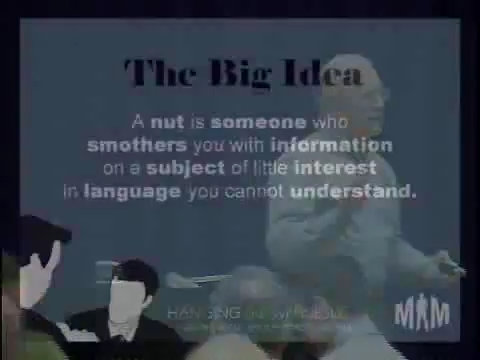 The Big Idea
A nut is someone who
smothers you with information
on a subject of little interest
in language you cannot understand.
HANGING